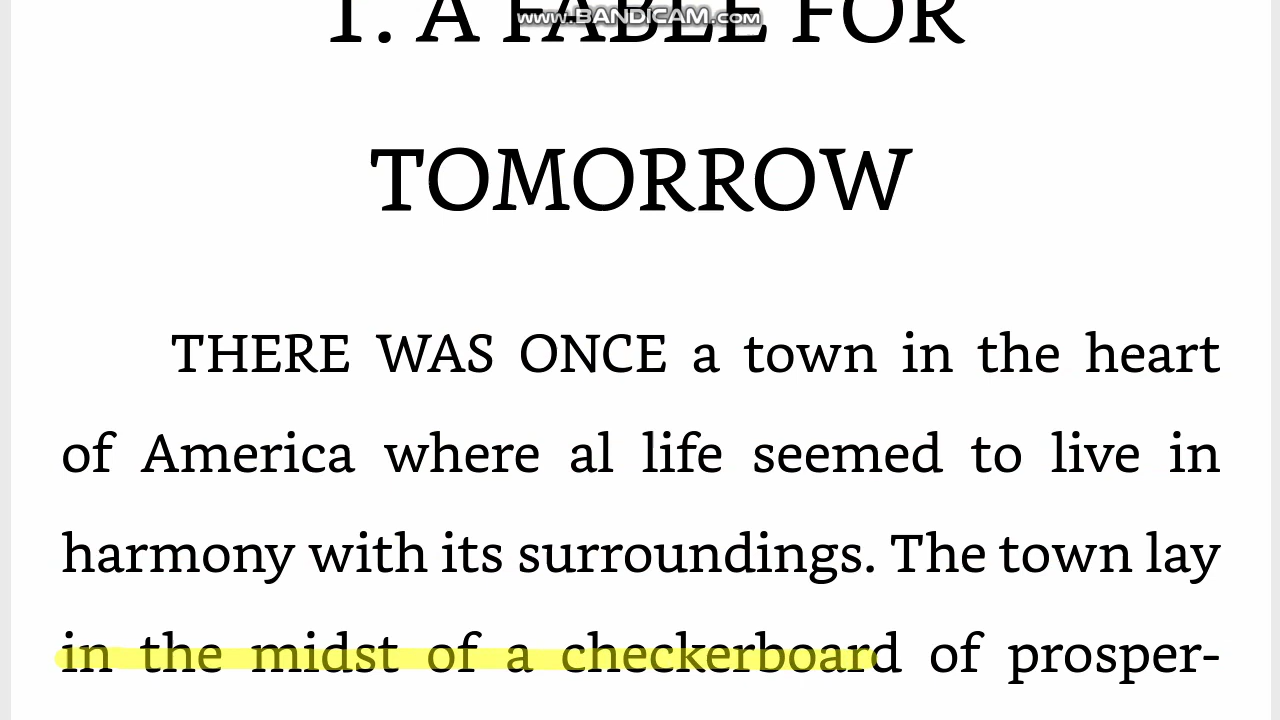 www.BANDICAM.com
1. A FABLE FOR
TOMORROW
THERE WAS ONCE a town in the heart
of America where al life seemed to live in
harmony with its surroundings. The town lay
in the midst of a checkerboard of prosper-